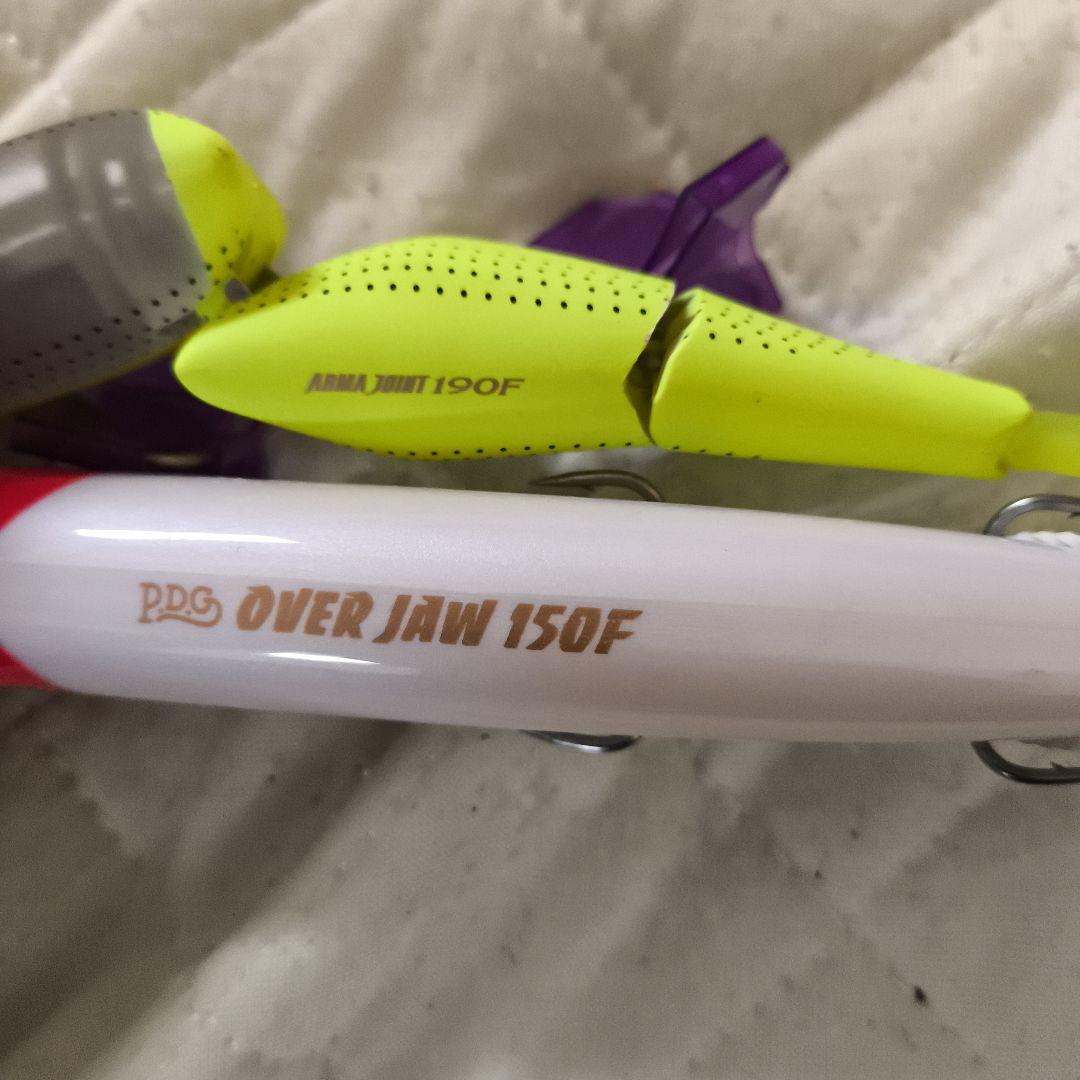 ARMA JOINT 190F
P.D.G OVER JAW 150F